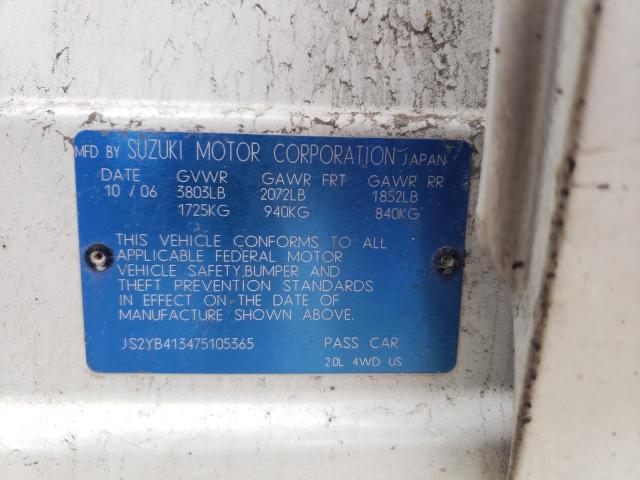 MFD BY SUZUKI MOTOR CORPORATION JAPAN
DATE GVWR GAWR FRT GAWR RR
10 / 06 3803LB 2072LB 1852LB
1725KG 940KG 840KG
THIS VEHICLE CONFORMS TO ALL
APPLICABLE FEDERAL MOTOR
VEHICLE SAFETY,BUMPER AND
THEFT PREVENTION STANDARDS
IN EFFECT ON THE DATE OF
MANUFACTURE SHOWN ABOVE.
JS2YB413475105365 PASS CAR
2.0L 4WD US